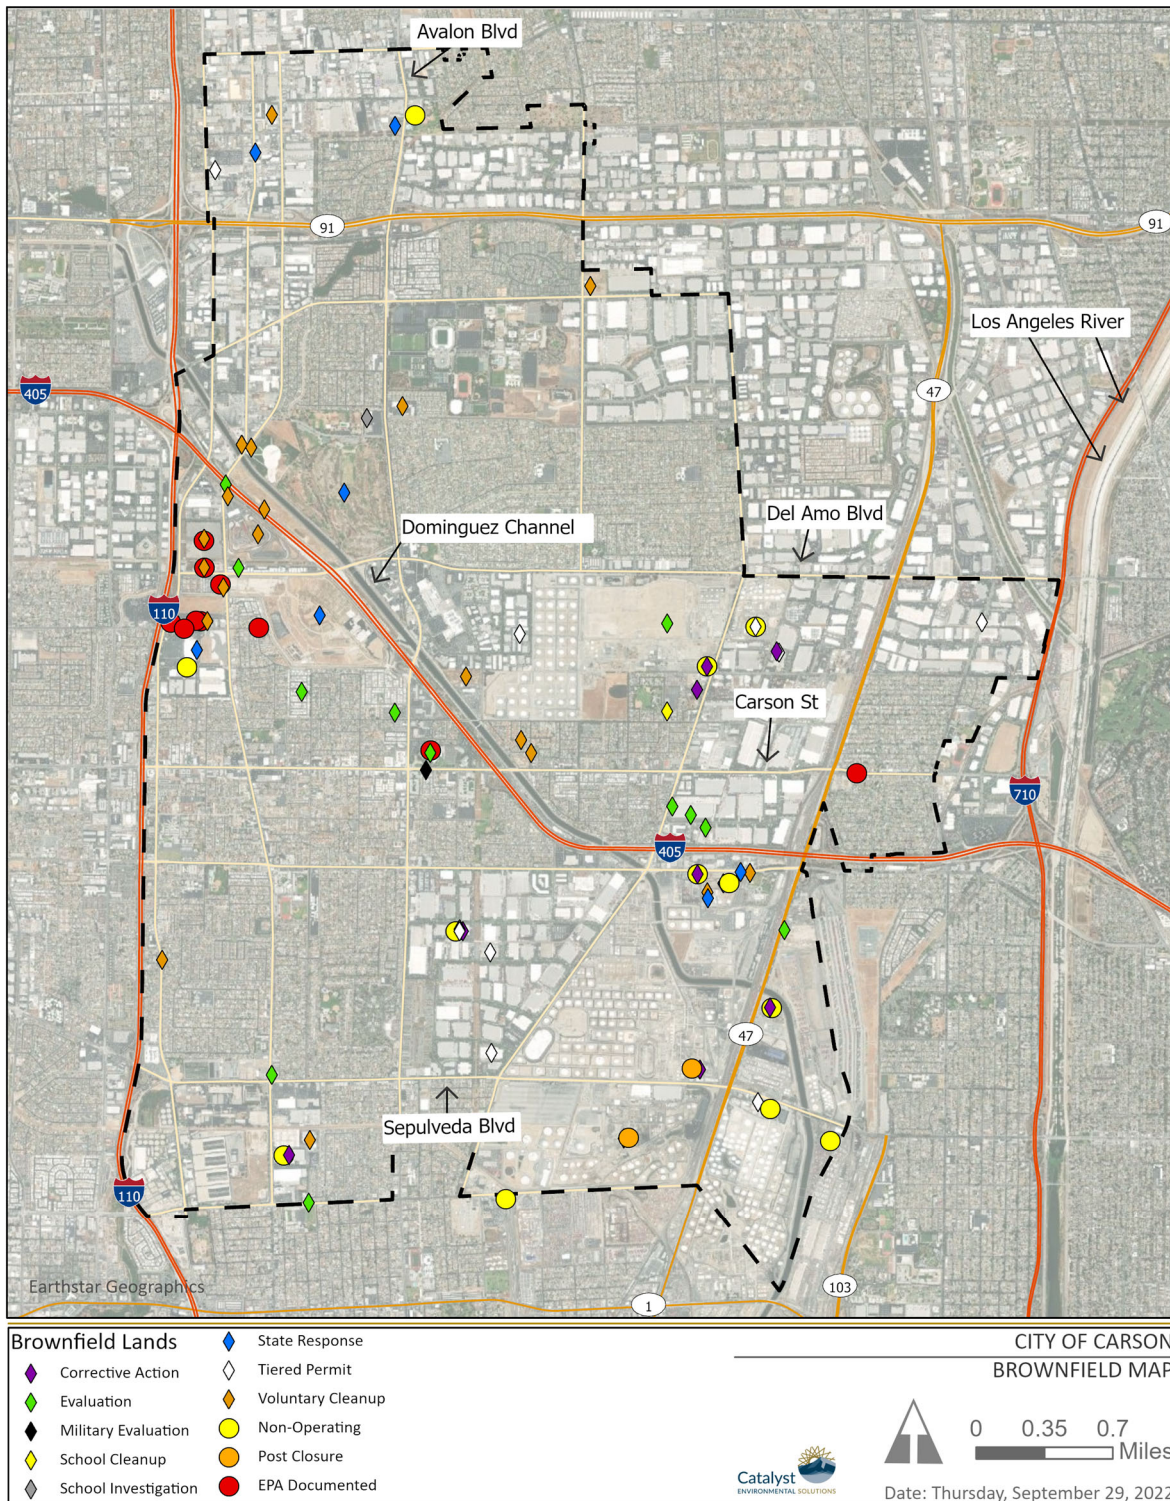 Avalon Blvd
91
91
Los Angeles River
405
47
Dominguez Channel
Del Amo Blvd
110
Carson St
710
405
47
Sepulveda Blvd
110
Earthstar Geographics
103
1
Brownfield Lands
Corrective Action
Evaluation
Military Evaluation
School Cleanup
School Investigation
State Response
Tiered Permit
Voluntary Cleanup
Non-Operating
Post Closure
EPA Documented
CITY OF CARSON
BROWNFIELD MAP
0 0.35 0.7
Miles
Catalyst
ENVIRONMENTAL SOLUTIONS
Date: Thursday, September 29, 2022